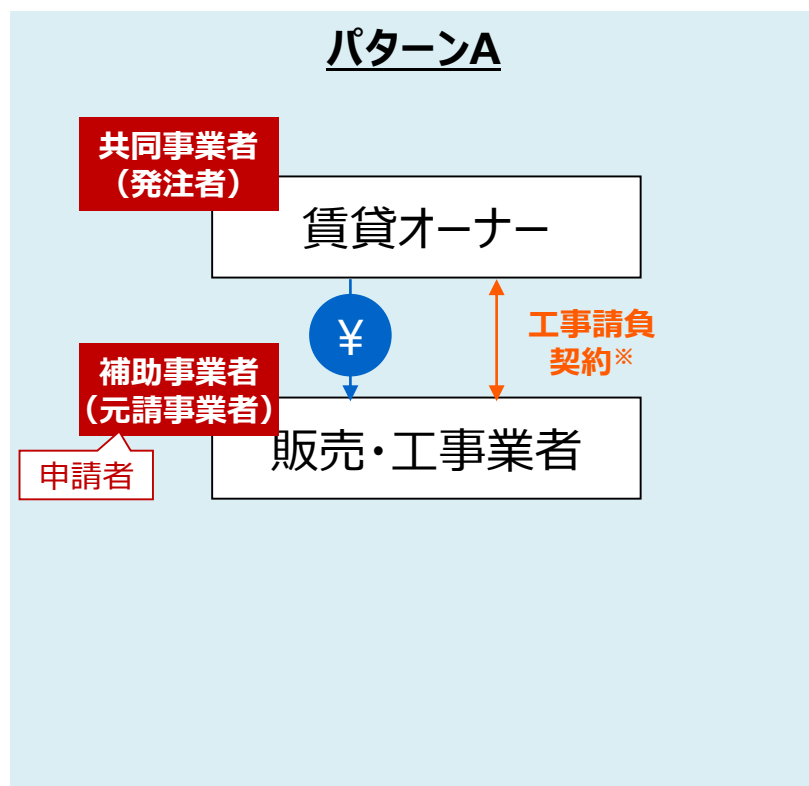 パターンA
共同事業者
（発注者）
賃貸オーナー
¥
工事請負
契約※
補助事業者
（元請事業者）
販売・工事業者
申請者